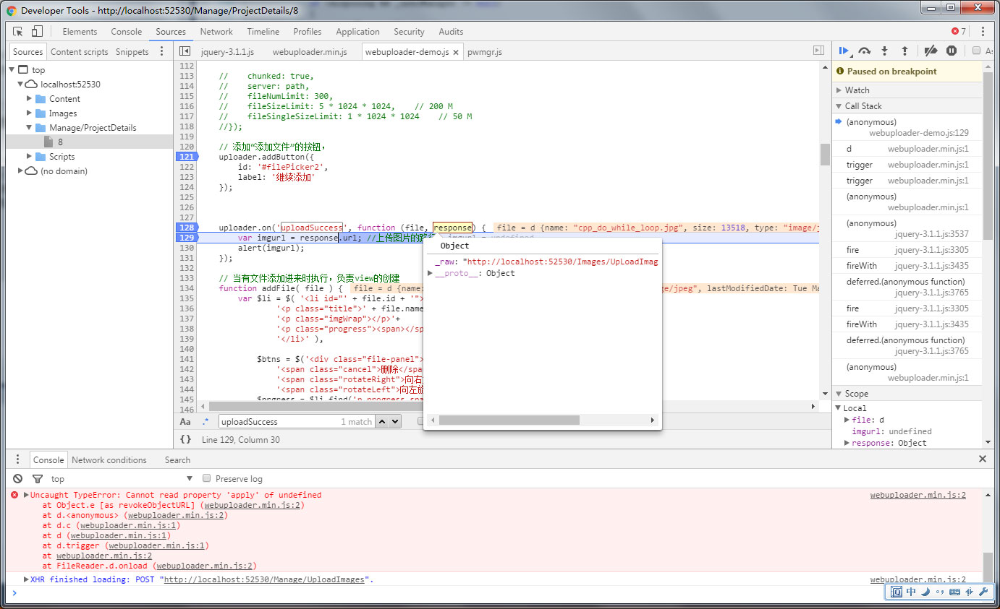 Developer Tools - http://localhost:52530/Manage/ProjectDetails/8
Elements Console Sources Network Timeline Profiles Application Security Audits 7
Sources Content scripts Snippets
jquery-3.1.1.js webuploader.min.js webuploader-demo.js × pwmgr.js
top
localhost:52530
Content
Images
Manage/ProjectDetails
8
Scripts
(no domain)
112
113 // chunked: true,
114 // server: path,
115 // fileNumLimit: 300,
116 // fileSizeLimit: 5 * 1024 * 1024, // 200 M
117 // fileSingleSizeLimit: 1 * 1024 * 1024 // 50 M
118 //});
119
120 // 添加“添加文件”的按钮,
121 uploader.addButton({
122 id: '#filePicker2',
123 label: '继续添加'
124 });
125
126
127
128 uploader.on('uploadSuccess', function (file, response) { file = d {name: "cpp_do_while_loop.jpg", size: 13518, type: "image/j
129 var imgurl = response.url; //上传图片的路径 imgurl = undefined
130 alert(imgurl);
131 });
132
133 // 当有文件添加进来时执行,负责view的创建
134 function addFile( file ) { file = d {name: ge/jpeg", lastModifiedDate: Tue Ma
135 var $li = $( '<li id="' + file.id + '">
136 '<p class="title">' + file.name
137 '<p class="imgWrap"></p>'+
138 '<p class="progress"><span></sp
139 '</li>' ),
140
141 $btns = $('<div class="file-panel">
142 '<span class="cancel">删除</spa
143 '<span class="rotateRight">向右
144 '<span class="rotateLeft">向左旋
145 $prgress = $li.find('p.progress span
146
Object
_raw: "http://localhost:52530/Images/UpLoadImag
__proto__: Object
Aa .* uploadSuccess 1 match
{} Line 129, Column 30
As
Paused on breakpoint
Watch
Call Stack
(anonymous)
webuploader-demo.js:129
d webuploader.min.js:1
trigger webuploader.min.js:1
trigger webuploader.min.js:1
(anonymous)
webuploader.min.js:1
(anonymous)
jquery-3.1.1.js:3537
fire jquery-3.1.1.js:3305
fireWith jquery-3.1.1.js:3435
deferred.(anonymous function)
jquery-3.1.1.js:3765
fire jquery-3.1.1.js:3305
fireWith jquery-3.1.1.js:3435
deferred.(anonymous function)
jquery-3.1.1.js:3765
(anonymous)
webuploader.min.js:1
Scope
Local
file: d
imgurl: undefined
response: Object
Console Network conditions Search
top Preserve log
Uncaught TypeError: Cannot read property 'apply' of undefined webuploader.min.js:2
at Object.e [as revokeObjectURL] (webuploader.min.js:2)
at d.<anonymous> (webuploader.min.js:2)
at d.c (webuploader.min.js:1)
at d (webuploader.min.js:1)
at d.trigger (webuploader.min.js:1)
at webuploader.min.js:2
at FileReader.d.onload (webuploader.min.js:2)
XHR finished loading: POST "http://localhost:52530/Manage/UploadImages". webuploader.min.js:2
>
中